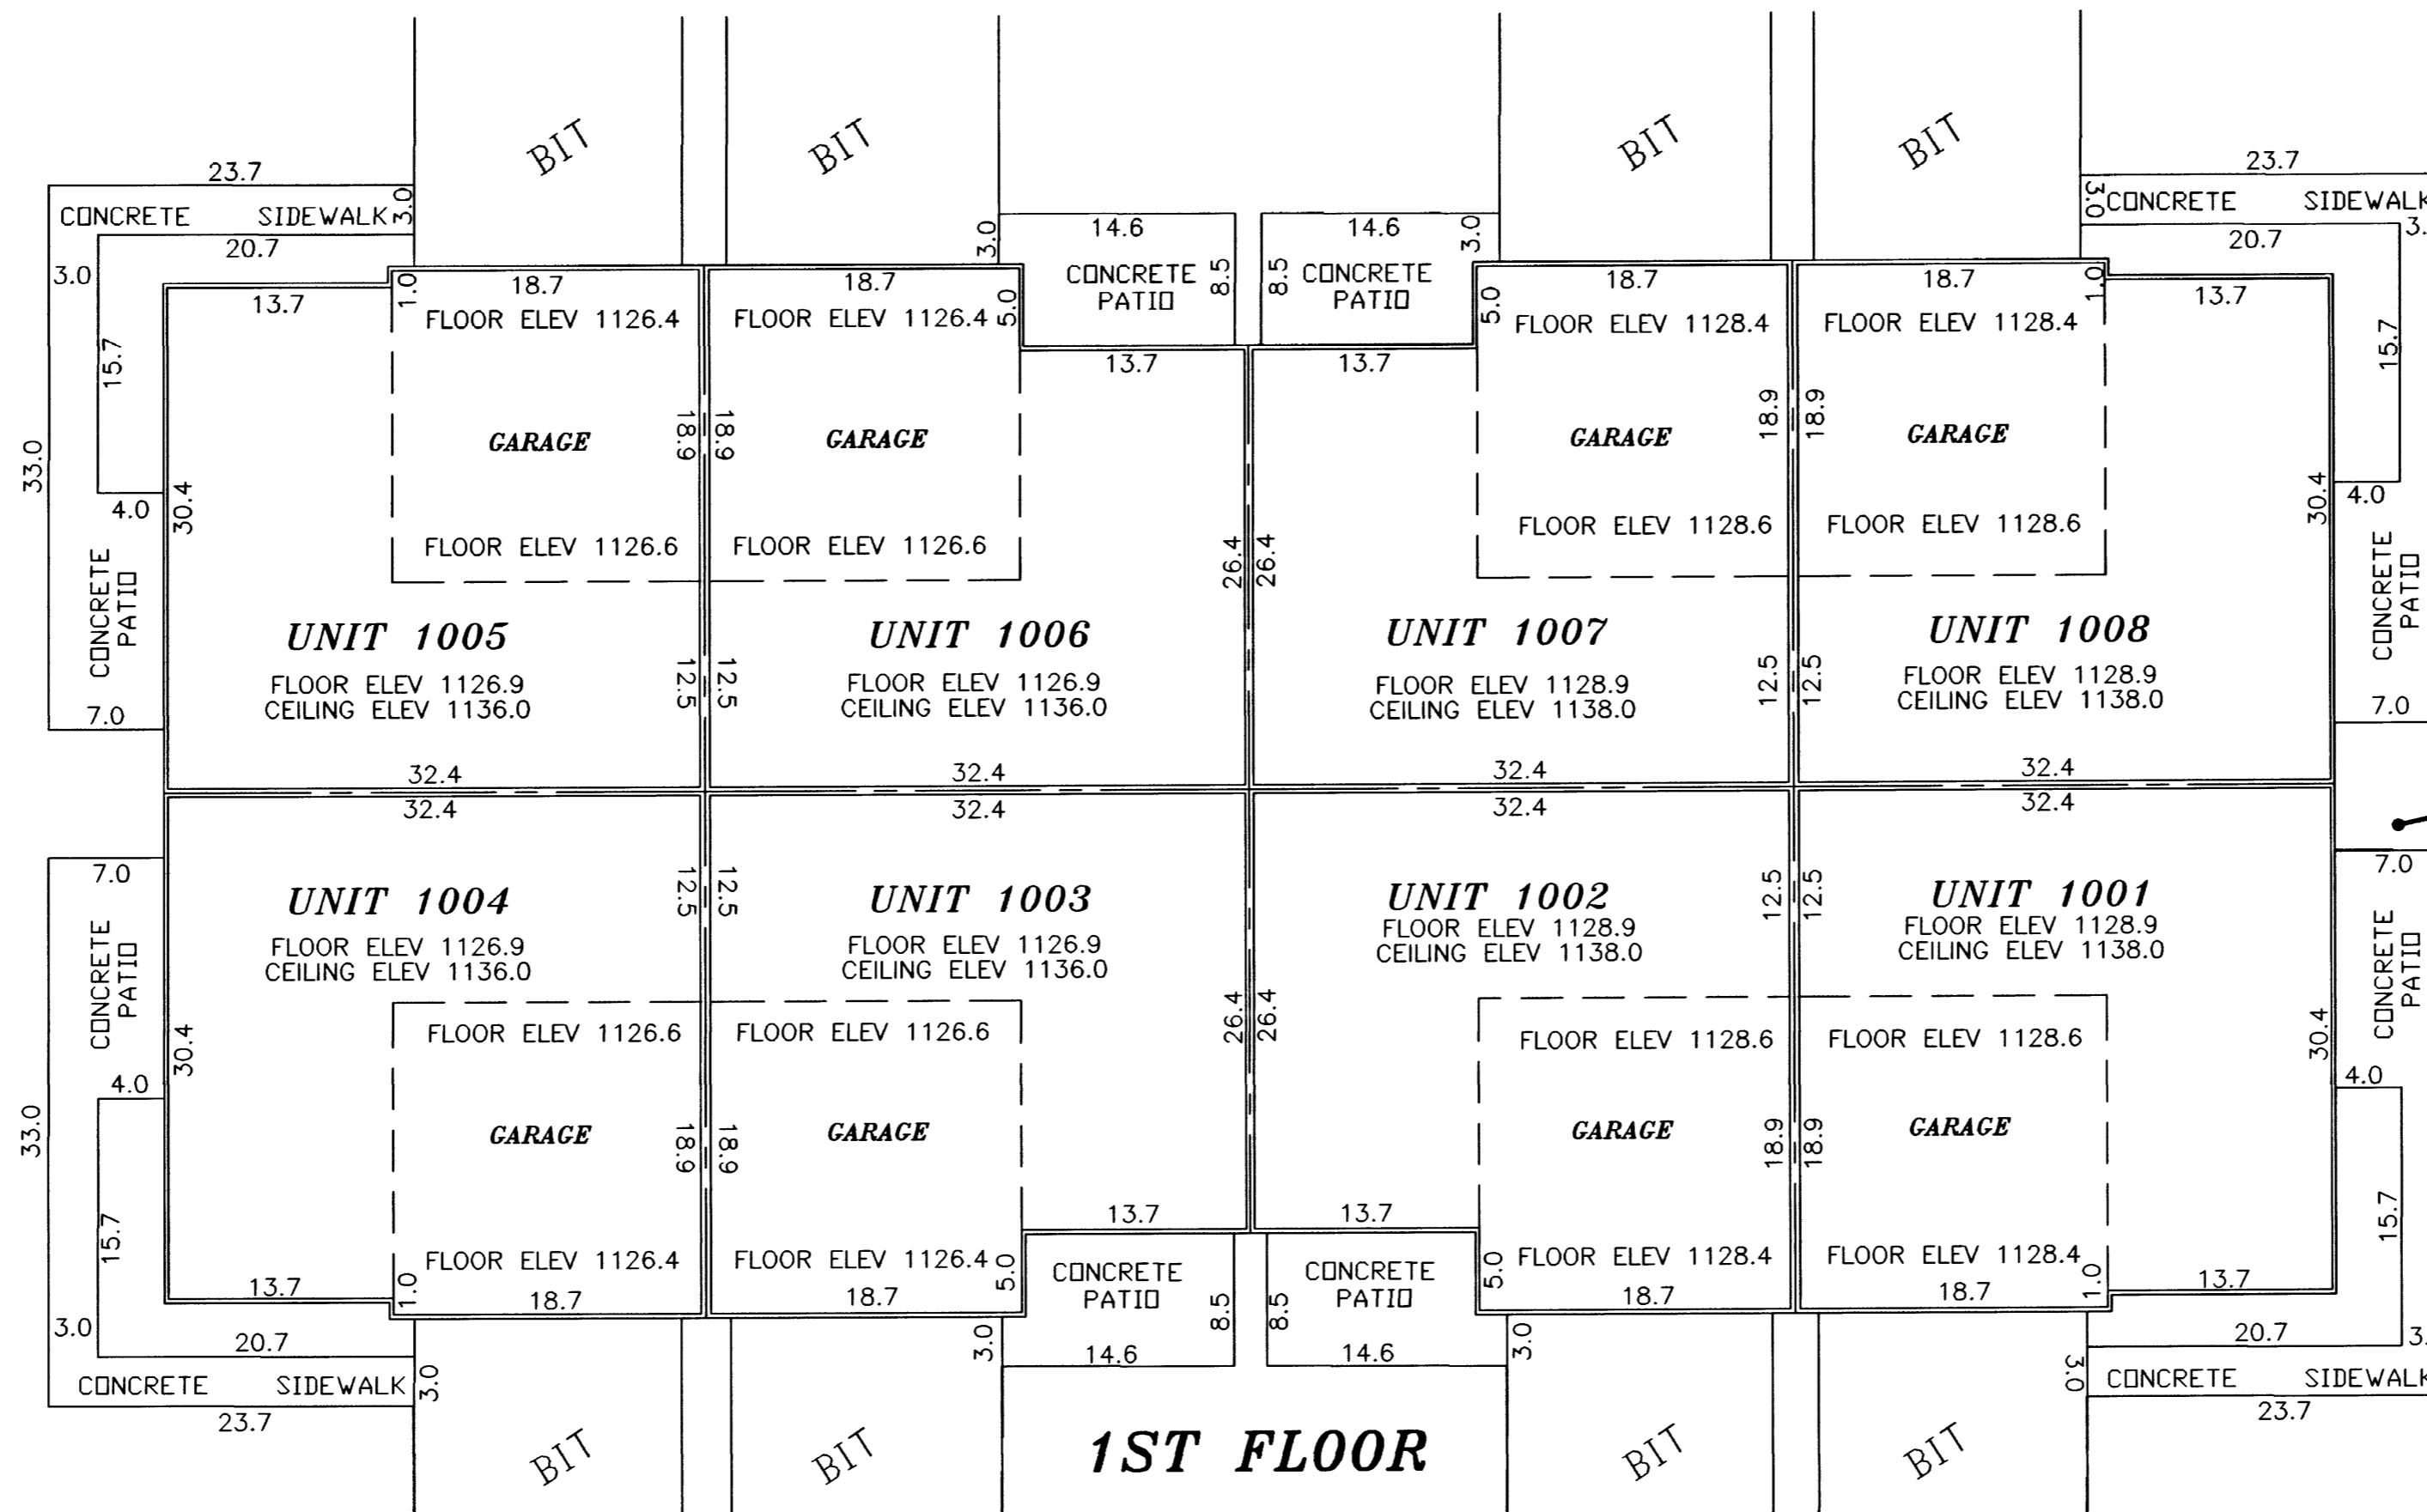 BIT
BIT
BIT
BIT
23.7
23.7
CONCRETE SIDEWALK
3.0
3.0
CONCRETE SIDEWALK
20.7
20.7
3.
3.0
3.0
14.6
14.6
3.0
CONCRETE
PATIO
8.5
8.5
CONCRETE
PATIO
13.7
1.0
18.7
18.7
5.0
13.7
13.7
5.0
18.7
18.7
1.0
13.7
FLOOR ELEV 1126.4
FLOOR ELEV 1126.4
FLOOR ELEV 1128.4
FLOOR ELEV 1128.4
15.7
15.7
18.9
18.9
18.9
18.9
GARAGE
GARAGE
GARAGE
GARAGE
33.0
30.4
30.4
4.0
4.0
FLOOR ELEV 1126.6
FLOOR ELEV 1126.6
FLOOR ELEV 1128.6
FLOOR ELEV 1128.6
26.4
26.4
CONCRETE
PATIO
CONCRETE
PATIO
UNIT 1005
FLOOR ELEV 1126.9
CEILING ELEV 1136.0
UNIT 1006
FLOOR ELEV 1126.9
CEILING ELEV 1136.0
UNIT 1007
FLOOR ELEV 1128.9
CEILING ELEV 1138.0
UNIT 1008
FLOOR ELEV 1128.9
CEILING ELEV 1138.0
12.5
12.5
12.5
12.5
7.0
7.0
32.4
32.4
32.4
32.4
32.4
32.4
32.4
32.4
7.0
7.0
12.5
12.5
12.5
12.5
UNIT 1004
FLOOR ELEV 1126.9
CEILING ELEV 1136.0
UNIT 1003
FLOOR ELEV 1126.9
CEILING ELEV 1136.0
UNIT 1002
FLOOR ELEV 1128.9
CEILING ELEV 1138.0
UNIT 1001
FLOOR ELEV 1128.9
CEILING ELEV 1138.0
CONCRETE
PATIO
CONCRETE
PATIO
26.4
26.4
FLOOR ELEV 1126.6
FLOOR ELEV 1126.6
FLOOR ELEV 1128.6
FLOOR ELEV 1128.6
30.4
30.4
4.0
4.0
33.0
GARAGE
GARAGE
GARAGE
GARAGE
18.9
18.9
18.9
18.9
15.7
15.7
13.7
13.7
FLOOR ELEV 1126.4
FLOOR ELEV 1126.4
FLOOR ELEV 1128.4
FLOOR ELEV 1128.4
13.7
1.0
18.7
18.7
5.0
5.0
18.7
18.7
1.0
13.7
CONCRETE
PATIO
8.5
8.5
CONCRETE
PATIO
14.6
14.6
3.0
3.0
3.0
20.7
20.7
3.
CONCRETE SIDEWALK
3.0
3.0
CONCRETE SIDEWALK
23.7
23.7
BIT
BIT
1ST FLOOR
BIT
BIT